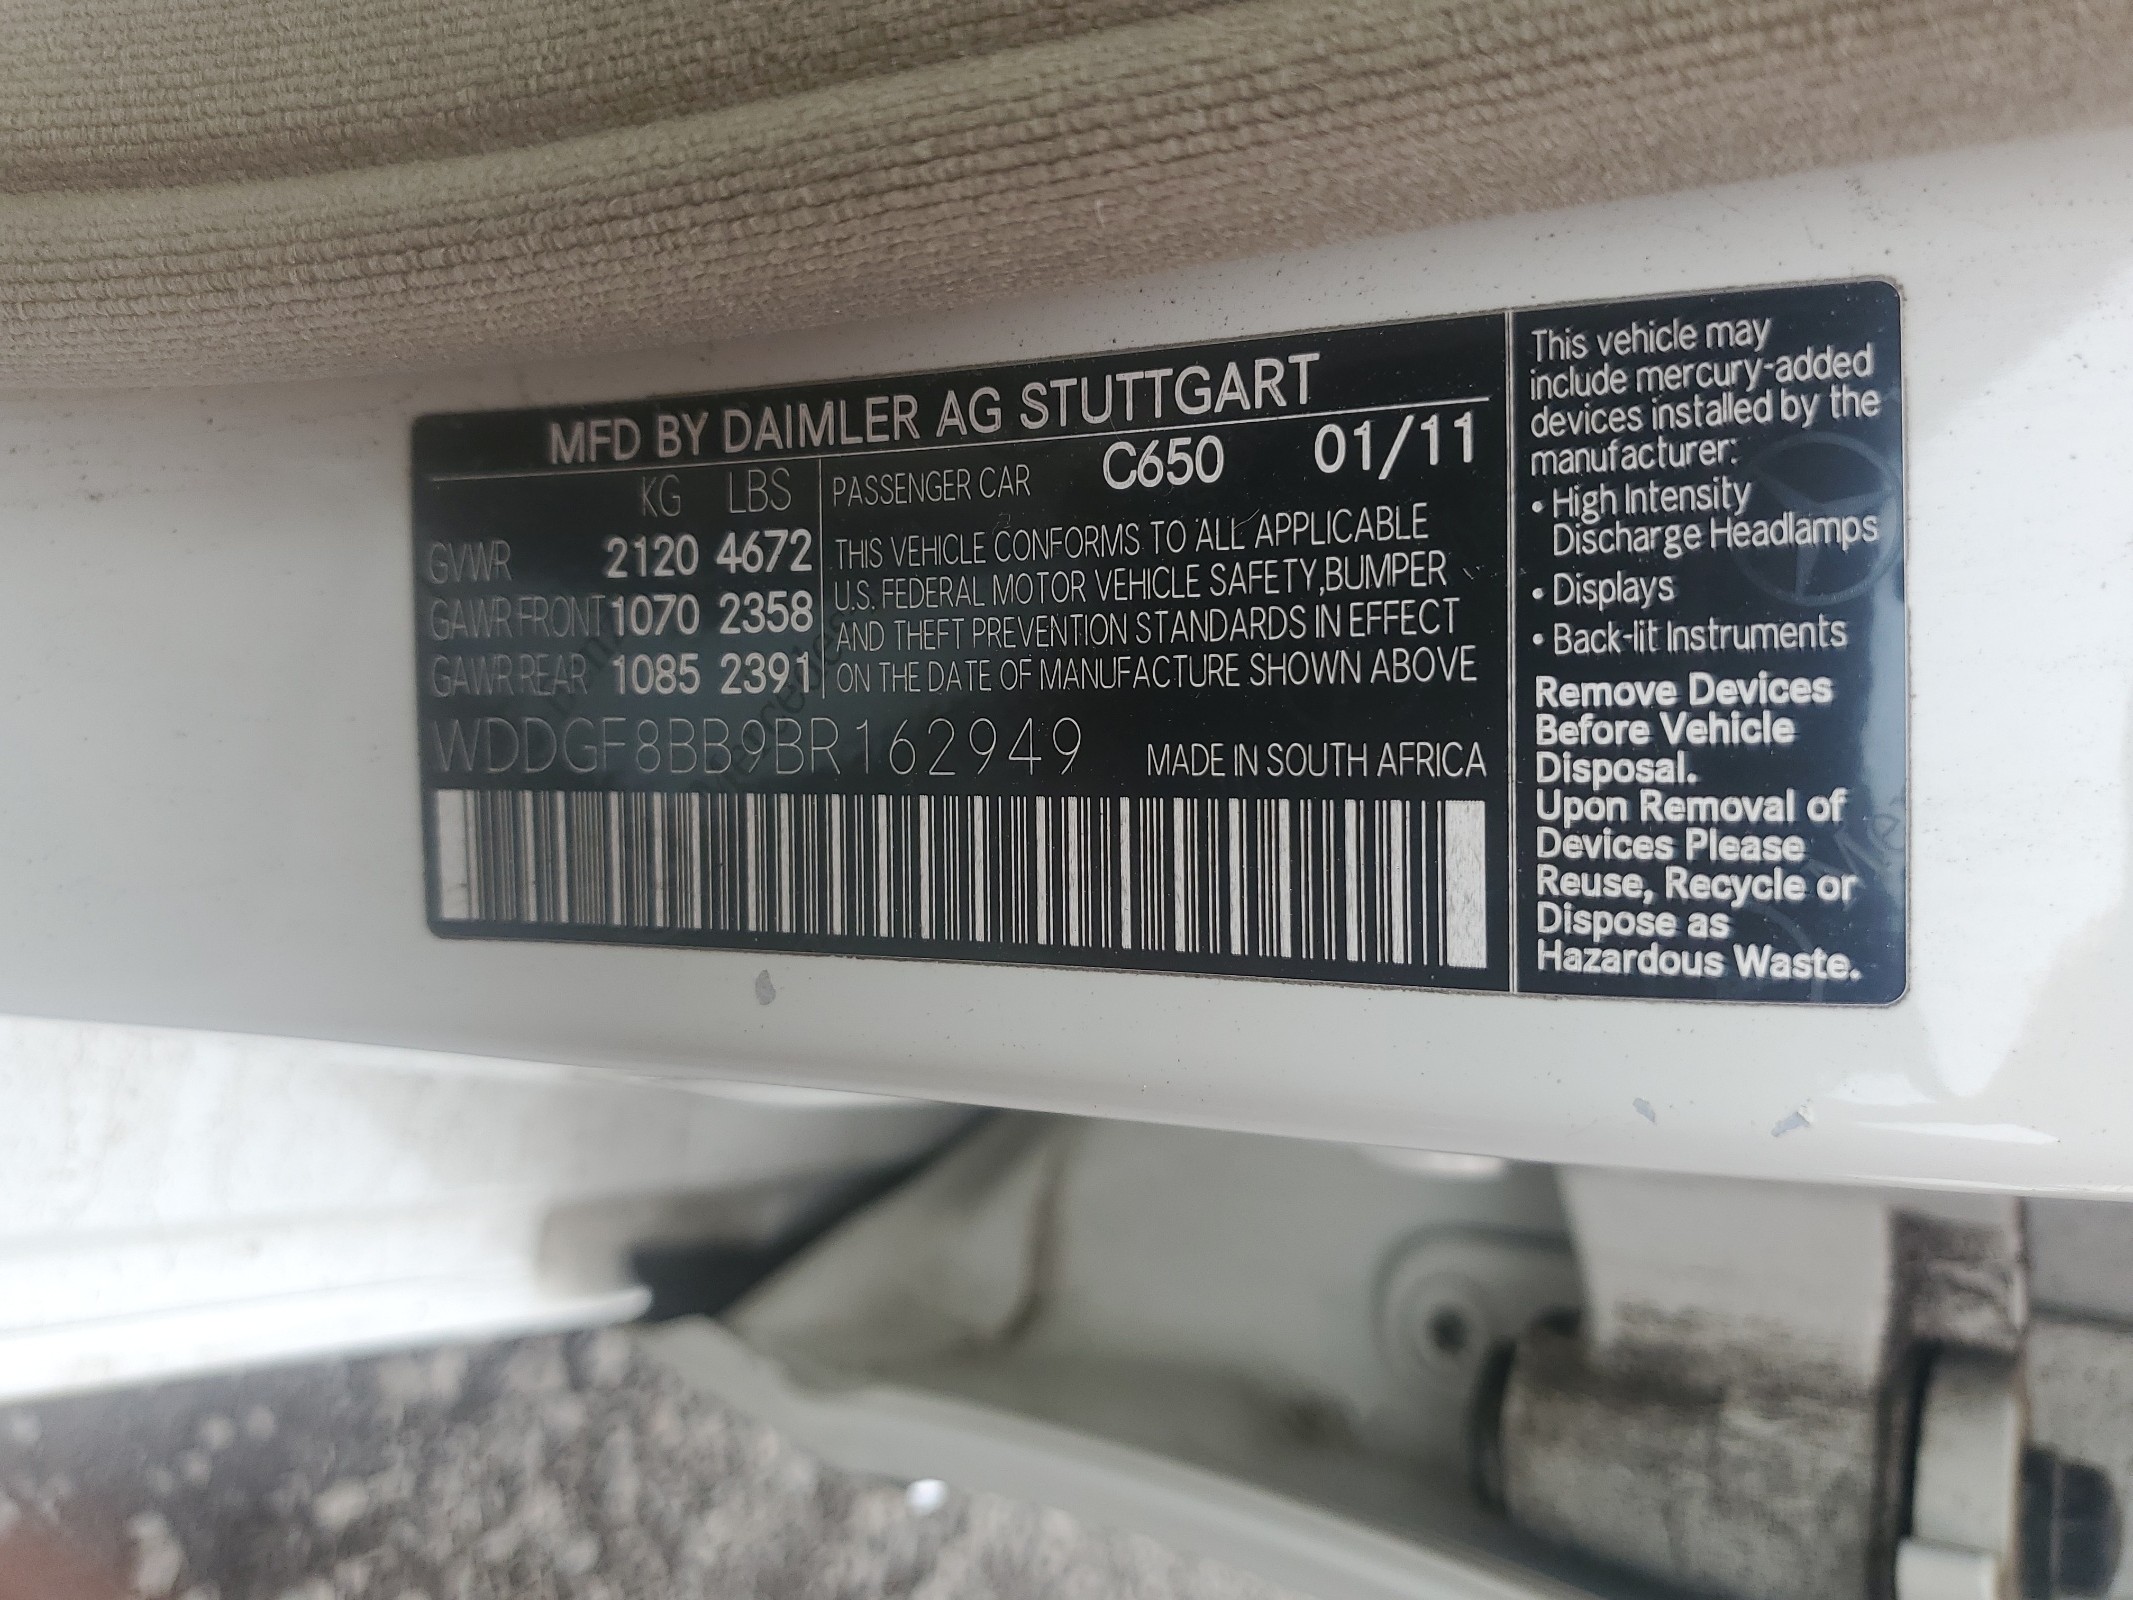 MFD BY DAIMLER AG STUTTGART
KG LBS
GVWR 2120 4672
GAWR FRONT 1070 2358
GAWR REAR 1085 2391
PASSENGER CAR C650 01/11
THIS VEHICLE CONFORMS TO ALL APPLICABLE
U.S. FEDERAL MOTOR VEHICLE SAFETY,BUMPER
AND THEFT PREVENTION STANDARDS IN EFFECT
ON THE DATE OF MANUFACTURE SHOWN ABOVE
WDDGF8BB9BR162949 MADE IN SOUTH AFRICA
This vehicle may
include mercury-added
devices installed by the
manufacturer:
• High Intensity
Discharge Headlamps
• Displays
• Back-lit Instruments
Remove Devices
Before Vehicle
Disposal.
Upon Removal of
Devices Please
Reuse, Recycle or
Dispose as
Hazardous Waste.